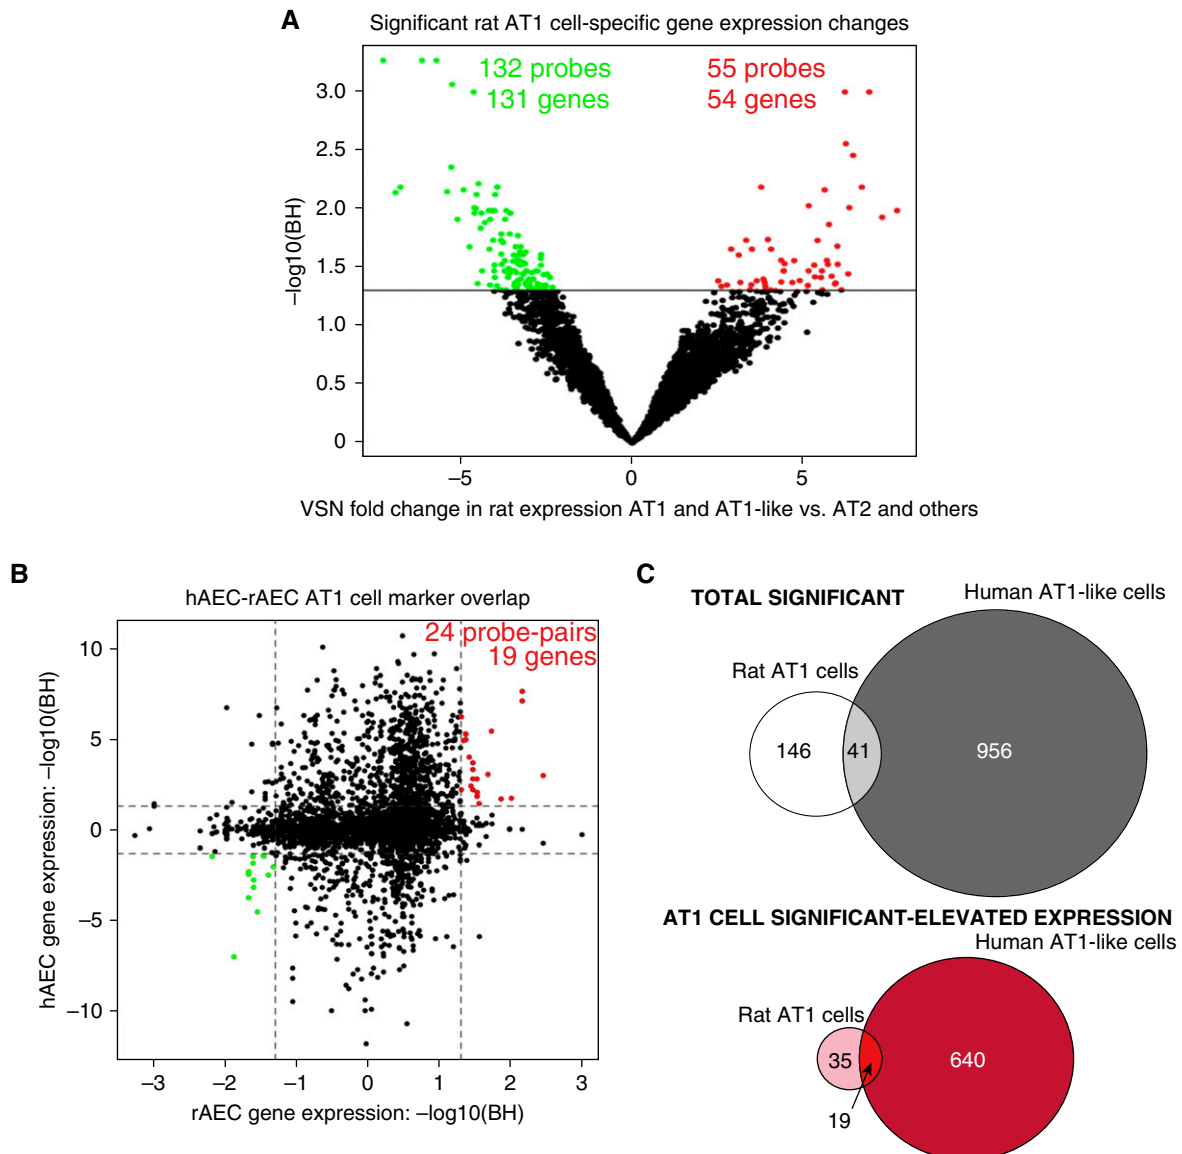 A
Significant rat AT1 cell-specific gene expression changes
132 probes
131 genes
55 probes
54 genes
3.0
2.5
2.0
1.5
1.0
0.5
0
−log10(BH)
−5
0
5
VSN fold change in rat expression AT1 and AT1-like vs. AT2 and others
B
hAEC-rAEC AT1 cell marker overlap
24 probe-pairs
19 genes
10
5
0
−5
−10
hAEC gene expression: −log10(BH)
−3
−2
−1
0
1
2
3
rAEC gene expression: −log10(BH)
C
TOTAL SIGNIFICANT
Human AT1-like cells
Rat AT1 cells
146
41
956
AT1 CELL SIGNIFICANT-ELEVATED EXPRESSION
Human AT1-like cells
Rat AT1 cells
35
640
19